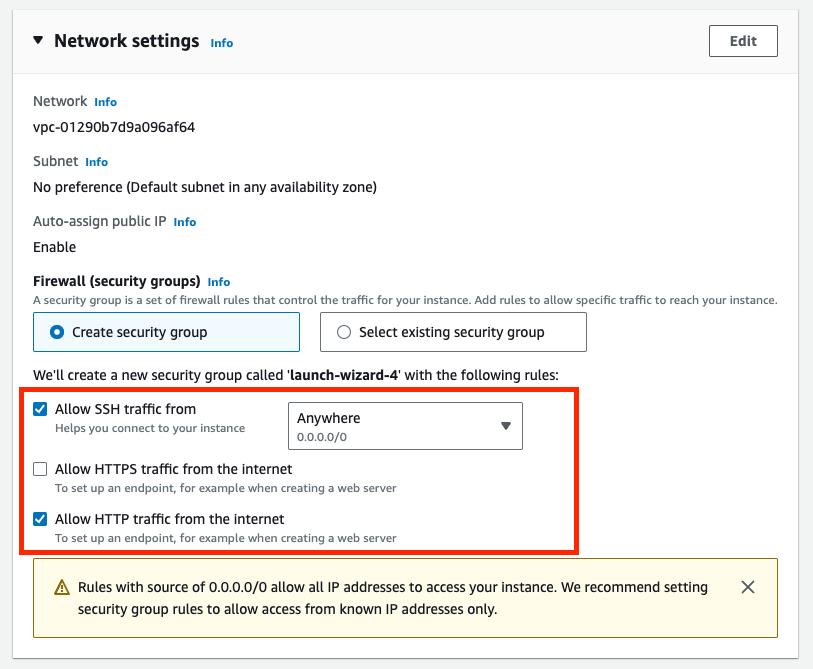 Network settings Info
Edit
Network Info
vpc-01290b7d9a096af64
Subnet Info
No preference (Default subnet in any availability zone)
Auto-assign public IP Info
Enable
Firewall (security groups) Info
A security group is a set of firewall rules that control the traffic for your instance. Add rules to allow specific traffic to reach your instance.
Create security group
Select existing security group
We'll create a new security group called 'launch-wizard-4' with the following rules:
Allow SSH traffic from
Helps you connect to your instance
Anywhere
0.0.0.0/0
Allow HTTPS traffic from the internet
To set up an endpoint, for example when creating a web server
Allow HTTP traffic from the internet
To set up an endpoint, for example when creating a web server
Rules with source of 0.0.0.0/0 allow all IP addresses to access your instance. We recommend setting
security group rules to allow access from known IP addresses only.